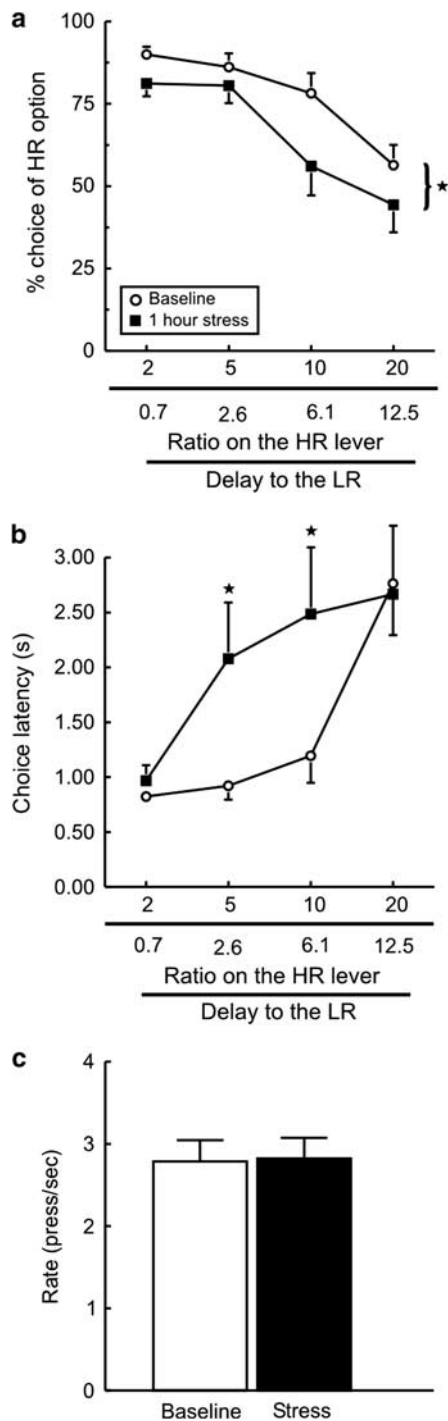 a
100
75
50
25
0
% choice of HR option
★
Baseline
1 hour stress
2 5 10 20
0.7 2.6 6.1 12.5
Ratio on the HR lever
Delay to the LR
b
3.00
2.50
2.00
1.50
1.00
0.50
0.00
Choice latency (s)
★ ★
2 5 10 20
0.7 2.6 6.1 12.5
Ratio on the HR lever
Delay to the LR
c
4
3
2
1
0
Rate (press/sec)
Baseline Stress